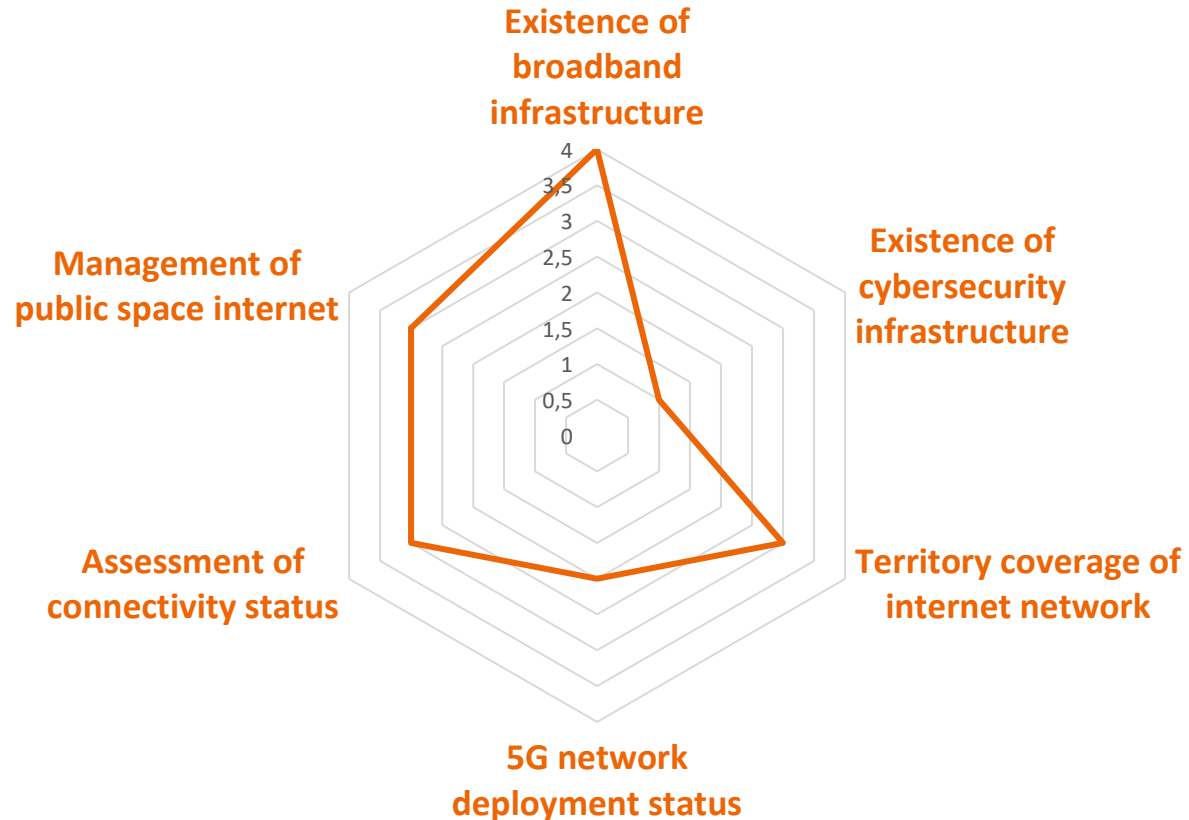 Existence of
broadband
infrastructure
4
3,5
3
2,5
2
1,5
1
0,5
0
Existence of
cybersecurity
infrastructure
Territory coverage of
internet network
5G network
deployment status
Assessment of
connectivity status
Management of
public space internet